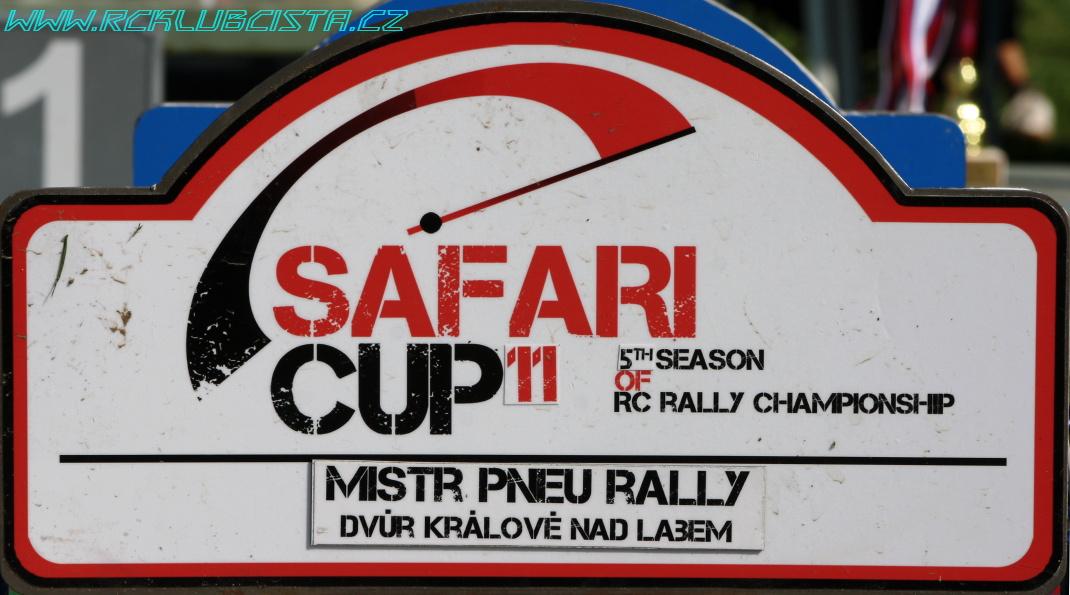 WWW.RCKLUBCISTA.CZ
1
SAFARI
CUP'11
5TH SEASON
OF
RC RALLY CHAMPIONSHIP
MISTR PNEU RALLY
DVŮR KRÁLOVÉ NAD LABEM